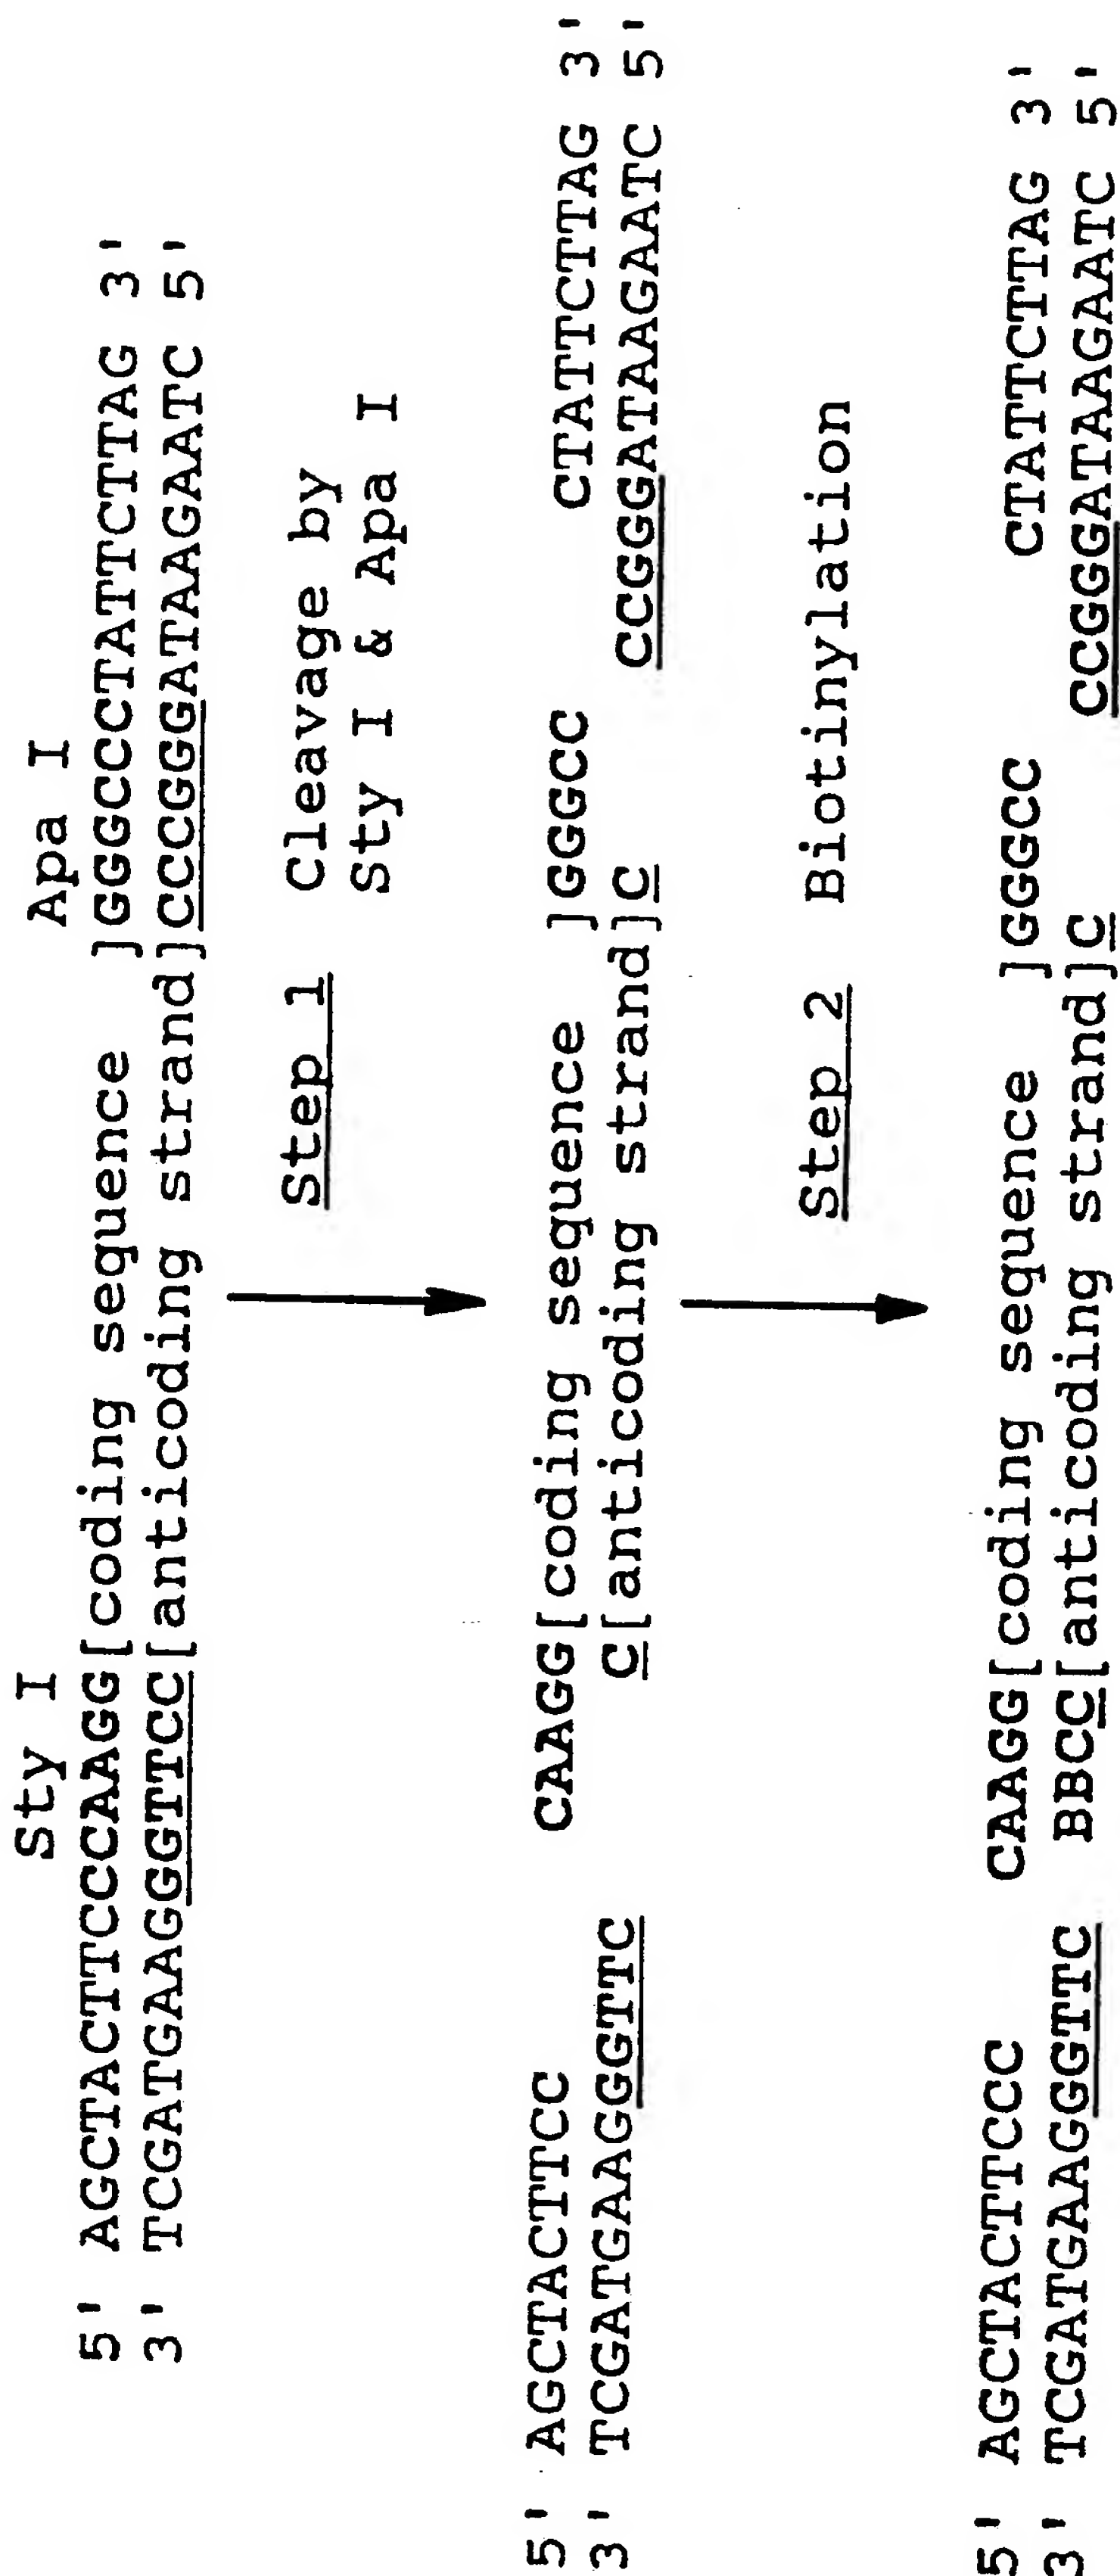 Sty I Apa I
5' AGCTACTTCCCAAGG[coding sequence ]GGGCCCTATTCTTAG 3'
3' TCGATGAAGGGTTCC[anticoding strand]CCCGGGATAAGAATC 5'
Step 1 Cleavage by
Sty I & Apa I
5' AGCTACTTCC CAAGG[coding sequence ]GGGCC CTATTCTTAG 3'
3' TCGATGAAGGGTTC C[anticoding strand]C CCGGGATAAGAATC 5'
Step 2 Biotinylation
5' AGCTACTTCCC CAAGG[coding sequence ]GGGCC CTATTCTTAG 3'
3' TCGATGAAGGGTTC BBCC[anticoding strand]C CCGGGATAAGAATC 5'